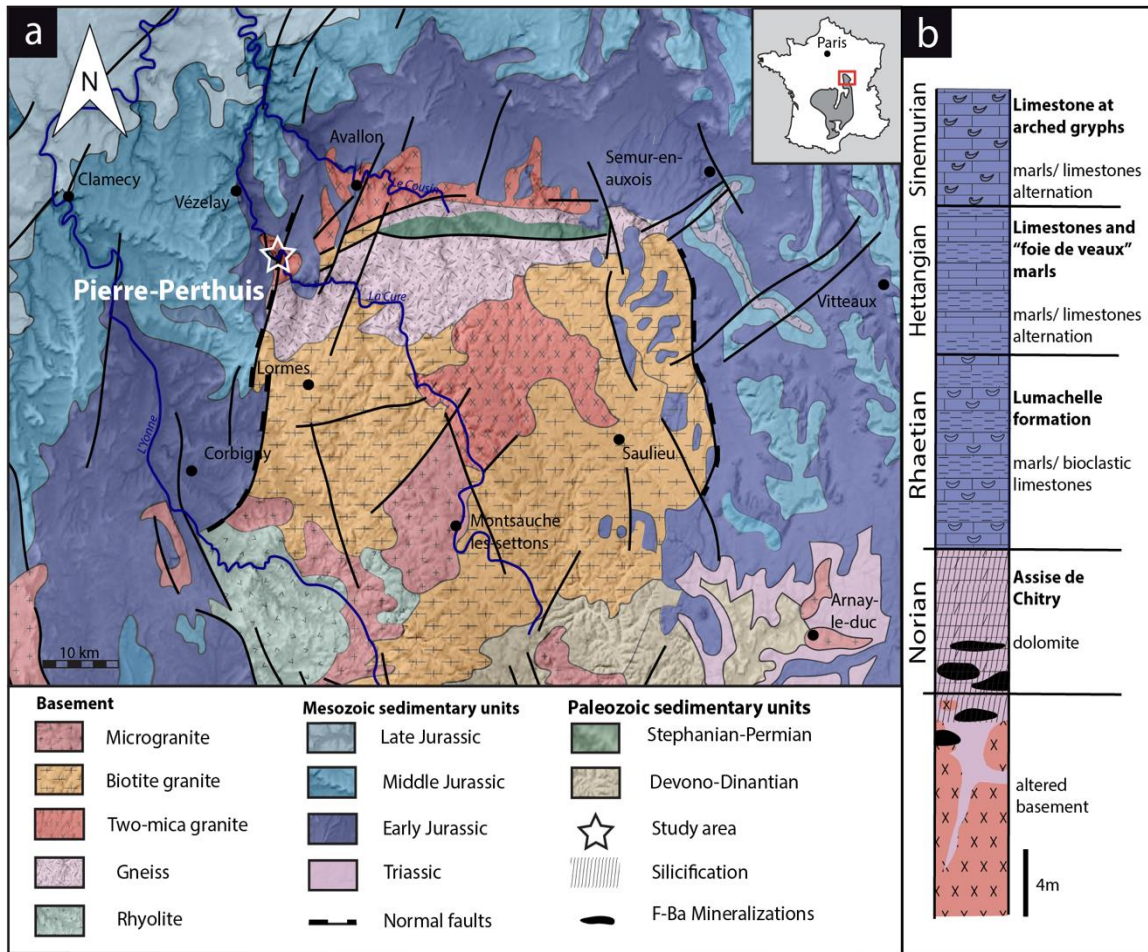 a
N
Paris
Clamecy
Vézelay
Avallon
Le Cousin
Semur-en-
auxois
Pierre-Perthuis
La Cure
Vitteaux
Lormes
L'Yonne
Corbigny
Saulieu
Montsauche
les-settons
Arnay-
le-duc
10 km
Basement
Microgranite
Biotite granite
Two-mica granite
Gneiss
Rhyolite
Mesozoic sedimentary units
Late Jurassic
Middle Jurassic
Early Jurassic
Triassic
Normal faults
Paleozoic sedimentary units
Stephanian-Permian
Devono-Dinantian
Study area
Silicification
F-Ba Mineralizations
b
Sinemurian
Limestone at
arched gryphs
marls/ limestones
alternation
Hettangian
Limestones and
“foie de veaux”
marls
marls/ limestones
alternation
Rhaetian
Lumachelle
formation
marls/ bioclastic
limestones
Norian
Assise de
Chitry
dolomite
altered
basement
4m